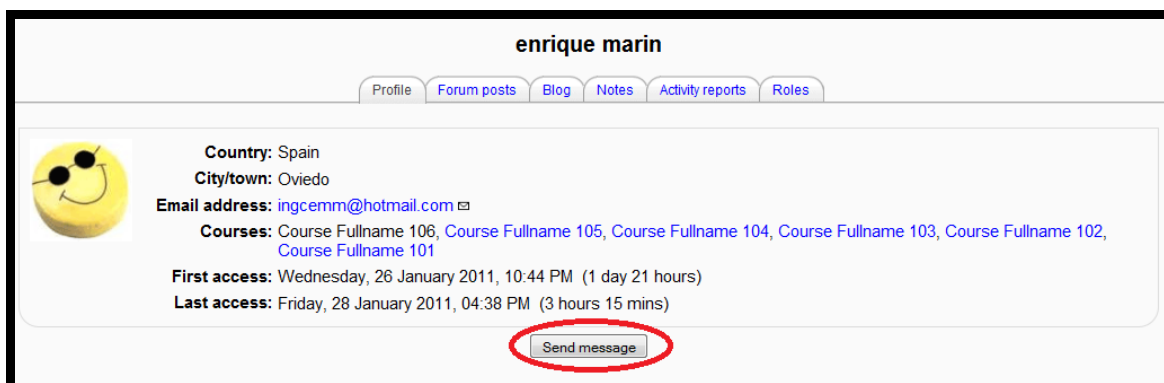 enrique marin
Profile Forum posts Blog Notes Activity reports Roles
Country: Spain
City/town: Oviedo
Email address: ingcemm@hotmail.com
Courses: Course Fullname 106, Course Fullname 105, Course Fullname 104, Course Fullname 103, Course Fullname 102,
Course Fullname 101
First access: Wednesday, 26 January 2011, 10:44 PM (1 day 21 hours)
Last access: Friday, 28 January 2011, 04:38 PM (3 hours 15 mins)
Send message